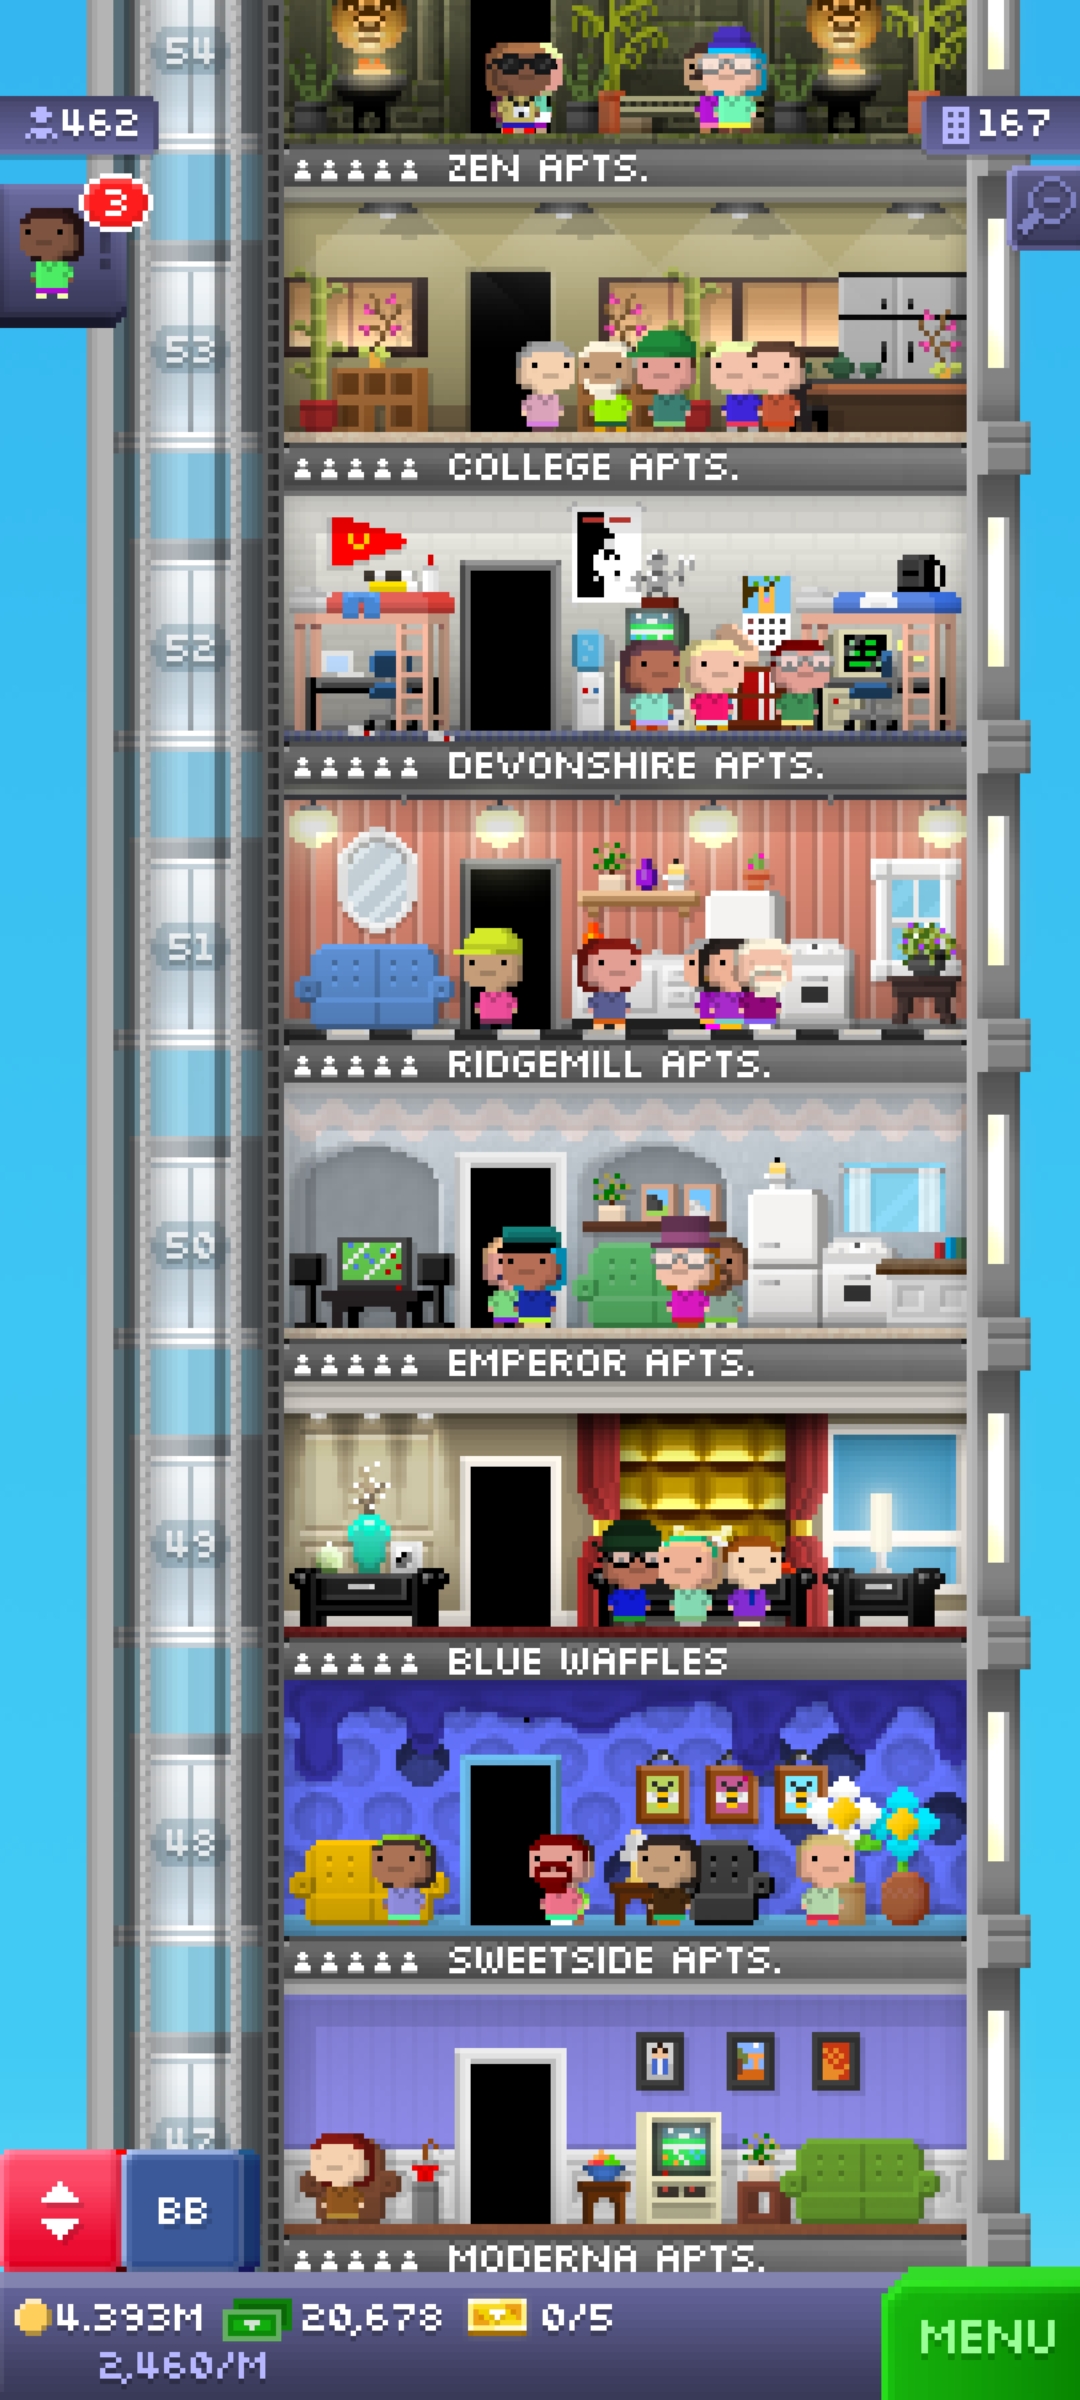 54
462
167
ZEN APTS.
3
53
COLLEGE APTS.
52
DEVONSHIRE APTS.
51
RIDGEMILL APTS.
50
EMPEROR APTS.
49
BLUE WAFFLES
48
SWEETSIDE APTS.
47
BB
MODERNA APTS.
4.393M 20,678 0/5
2,460/M
MENU